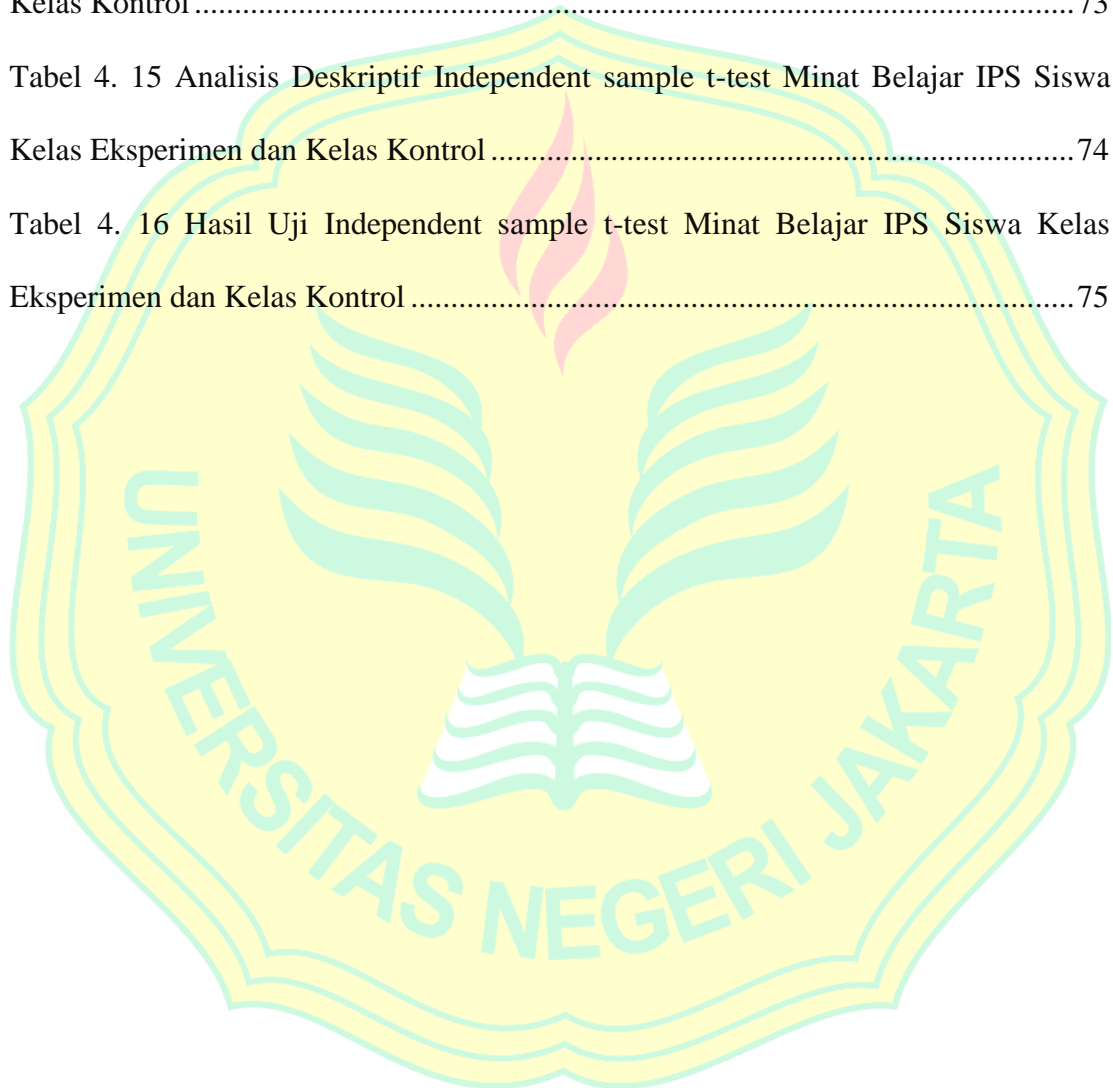 Kelas Kontrol ............................................................................................................... 73
Tabel 4. 15 Analisis Deskriptif Independent sample t-test Minat Belajar IPS Siswa
Kelas Eksperimen dan Kelas Kontrol .......................................................................... 74
Tabel 4. 16 Hasil Uji Independent sample t-test Minat Belajar IPS Siswa Kelas
Eksperimen dan Kelas Kontrol .................................................................................... 75
UNIVERSITAS NEGERI JAKARTA